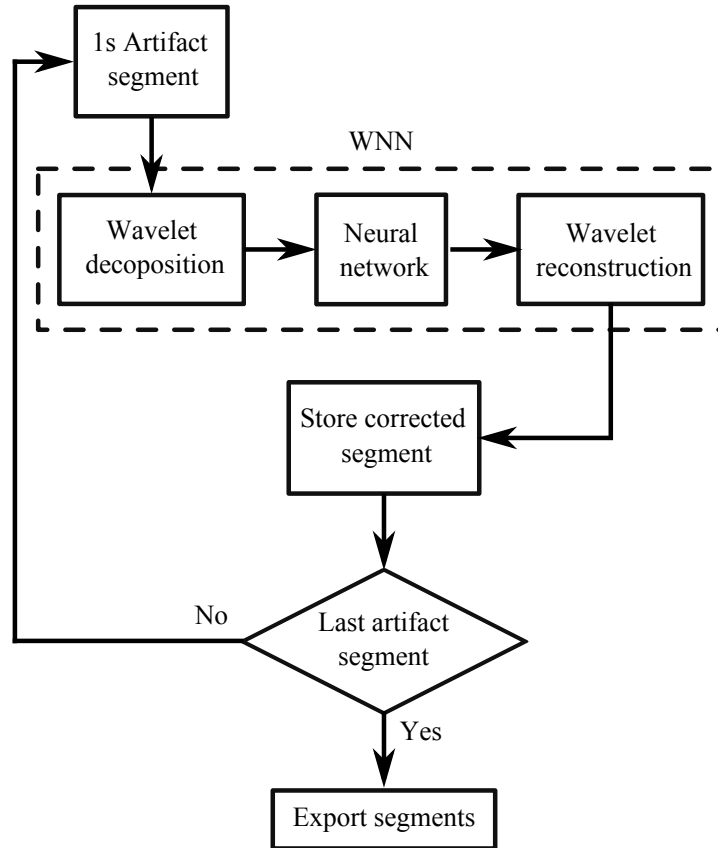 1s Artifact
segment
WNN
Wavelet
decoposition
Neural
network
Wavelet
reconstruction
Store corrected
segment
No
Last artifact
segment
Yes
Export segments